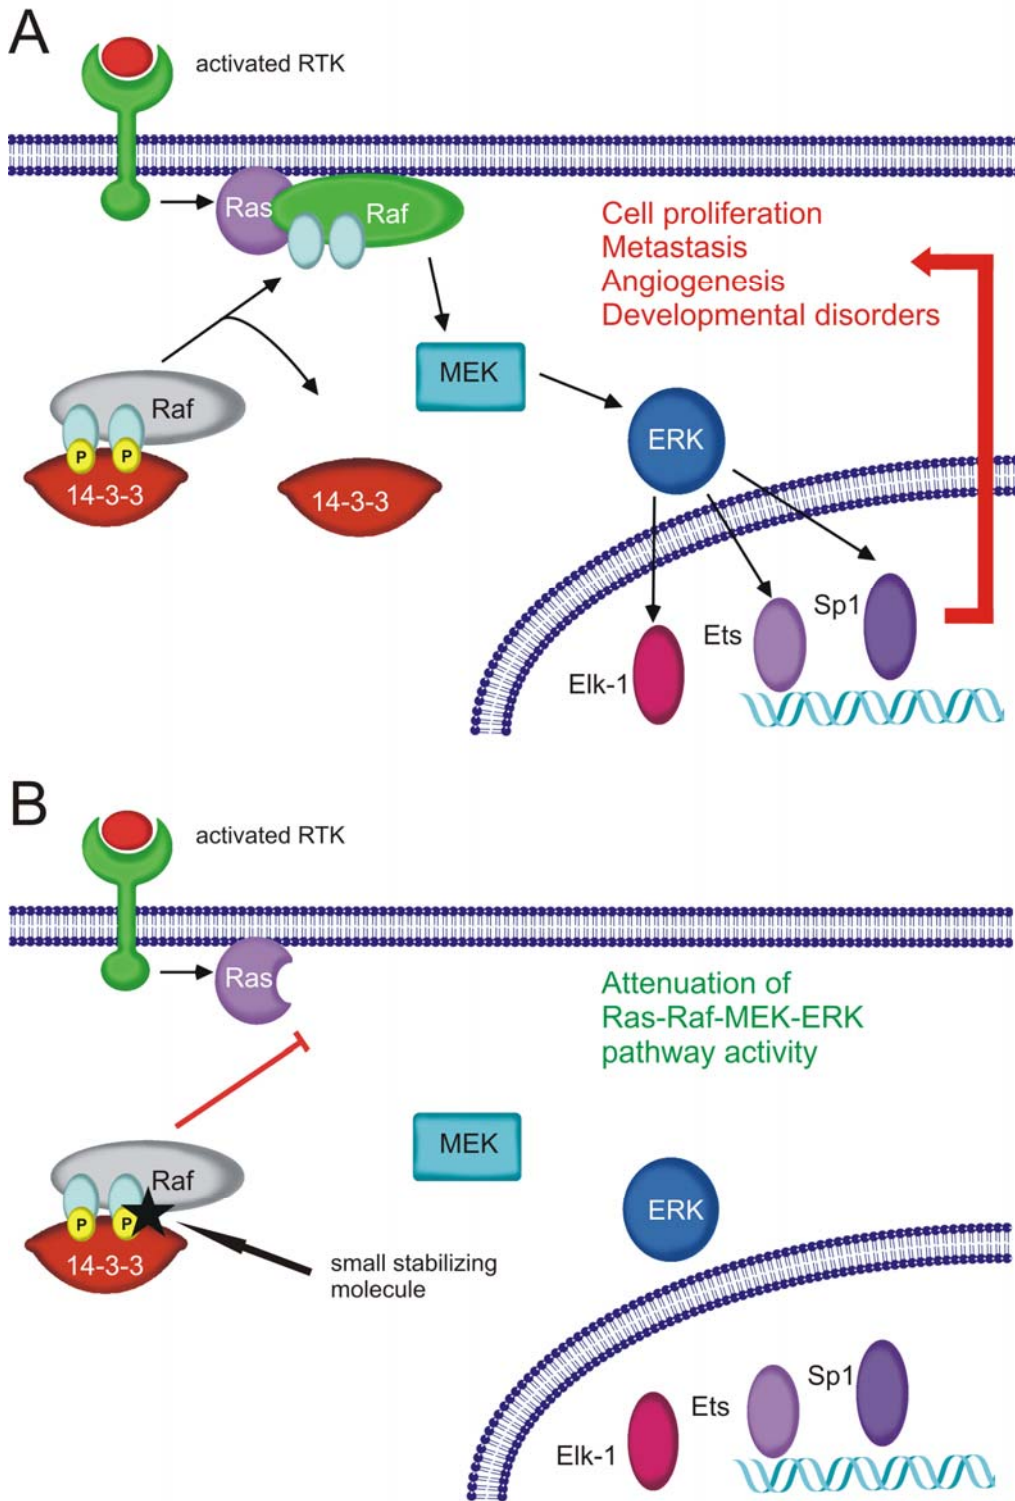 A
activated RTK
Ras
Raf
Cell proliferation
Metastasis
Angiogenesis
Developmental disorders
MEK
Raf
ERK
P
P
14-3-3
14-3-3
Sp1
Ets
Elk-1
B
activated RTK
Ras
Attenuation of
Ras-Raf-MEK-ERK
pathway activity
MEK
Raf
ERK
P
P
14-3-3
small stabilizing
molecule
Sp1
Ets
Elk-1